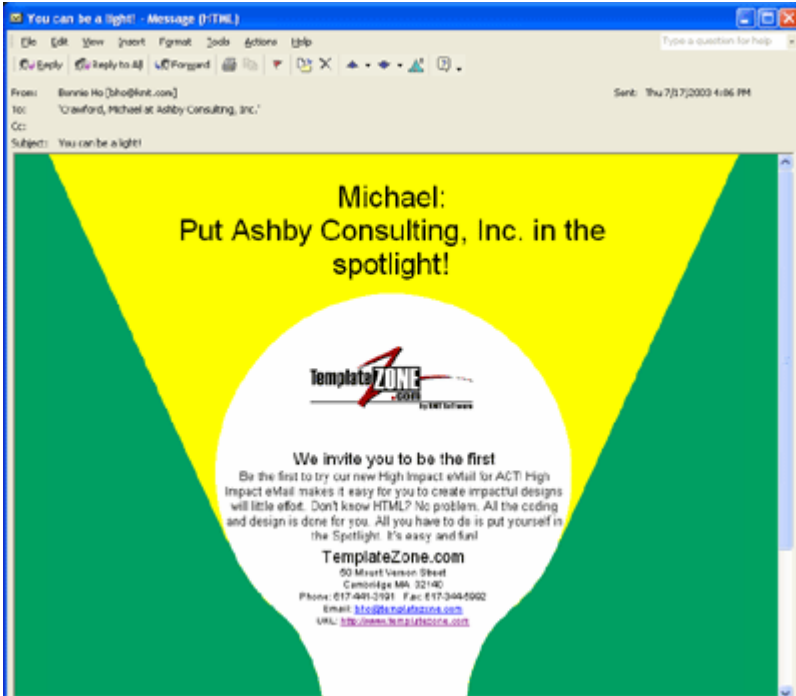 You can be a light! - Message (HTML)
File Edit View Insert Format Tools Actions Help
Type a question for help
Reply Reply to All Forward
From: Bonnie Ho [bho@knt.com] Sent: Thu 7/17/2003 4:06 PM
To: 'Crawford, Michael at Ashby Consulting, Inc.'
Cc:
Subject: You can be a light!
Michael:
Put Ashby Consulting, Inc. in the
spotlight!
TemplateZONE
.com
by KNT Software
We invite you to be the first
Be the first to try our new High Impact eMail for ACT! High
Impact eMail makes it easy for you to create impactful designs
will little effort. Don't know HTML? No problem. All the coding
and design is done for you. All you have to do is put yourself in
the Spotlight. It's easy and fun!
TemplateZone.com
50 Mount Vernon Street
Cambridge MA 02140
Phone: 617-441-3191 Fax: 617-344-5992
Email: bho@templatezone.com
URL: http://www.templatezone.com